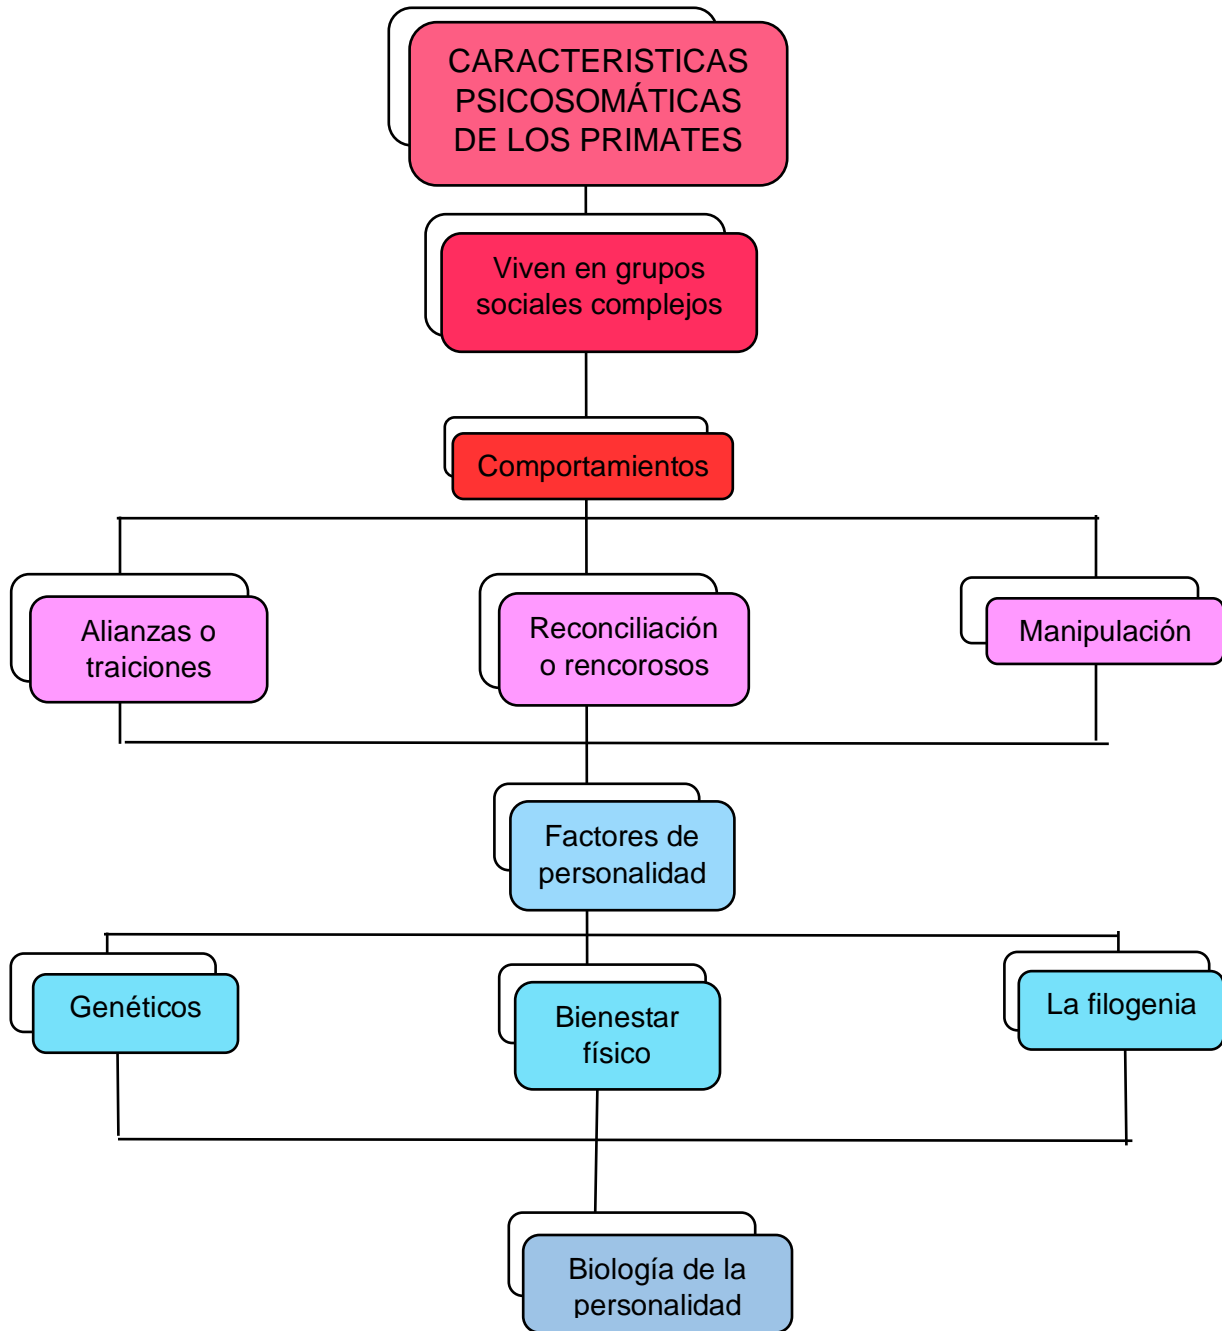 CARACTERISTICAS
PSICOSOMÁTICAS
DE LOS PRIMATES
Viven en grupos
sociales complejos
Comportamientos
Alianzas o
traiciones
Reconciliación
o rencorosos
Manipulación
Factores de
personalidad
Genéticos
Bienestar
físico
La filogenia
Biología de la
personalidad